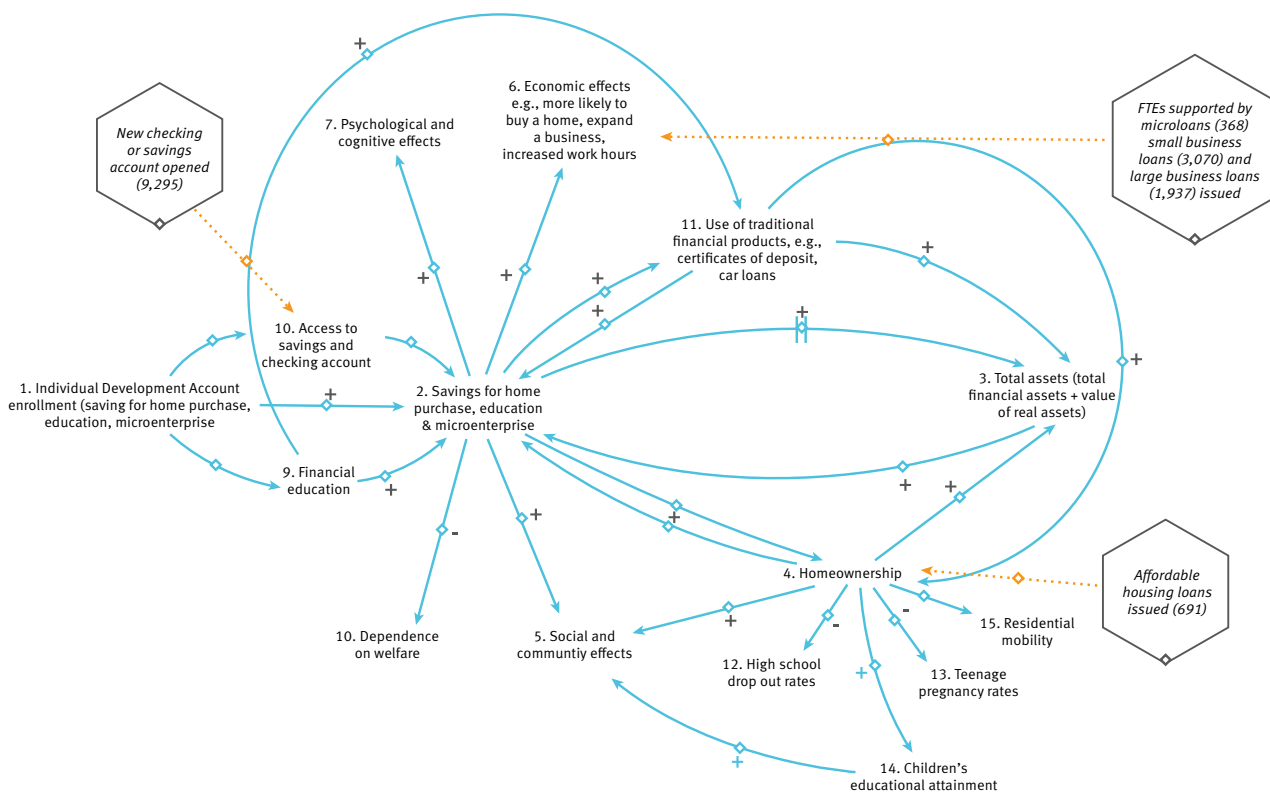 +
New checking
or savings
account opened
(9,295)
7. Psychological and
cognitive effects
6. Economic effects
e.g., more likely to
buy a home, expand
a business,
increased work hours
FTEs supported by
microloans (368)
small business
loans (3,070) and
large business loans
(1,937) issued
11. Use of traditional
financial products, e.g.,
certificates of deposit,
car loans
+
+
+
+
+
+
10. Access to
savings and
checking account
+
1. Individual Development Account
enrollment (saving for home purchase,
education, microenterprise
+
2. Savings for home
purchase, education
& microenterprise
3. Total assets (total
financial assets + value
of real assets)
9. Financial
education
+
+
+
+
+
-
4. Homeownership
Affordable
housing loans
issued (691)
10. Dependence
on welfare
5. Social and
communtiy effects
+
-
-
15. Residential
mobility
12. High school
drop out rates
+
13. Teenage
pregnancy rates
+
14. Children's
educational attainment